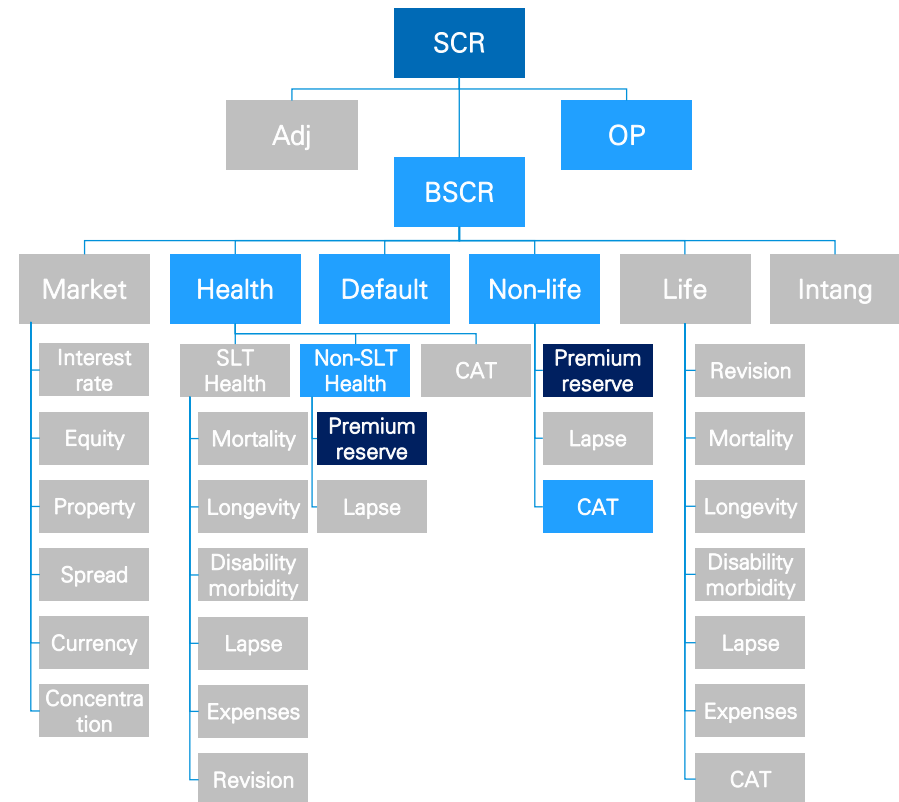 SCR
Adj
OP
BSCR
Market
Health
Default
Non-life
Life
Intang
Interest
rate
Equity
Property
Spread
Currency
Concentra
tion
SLT
Health
Mortality
Longevity
Disability
morbidity
Lapse
Expenses
Revision
Non-SLT
Health
Premium
reserve
Lapse
CAT
Premium
reserve
Lapse
CAT
Revision
Mortality
Longevity
Disability
morbidity
Lapse
Expenses
CAT